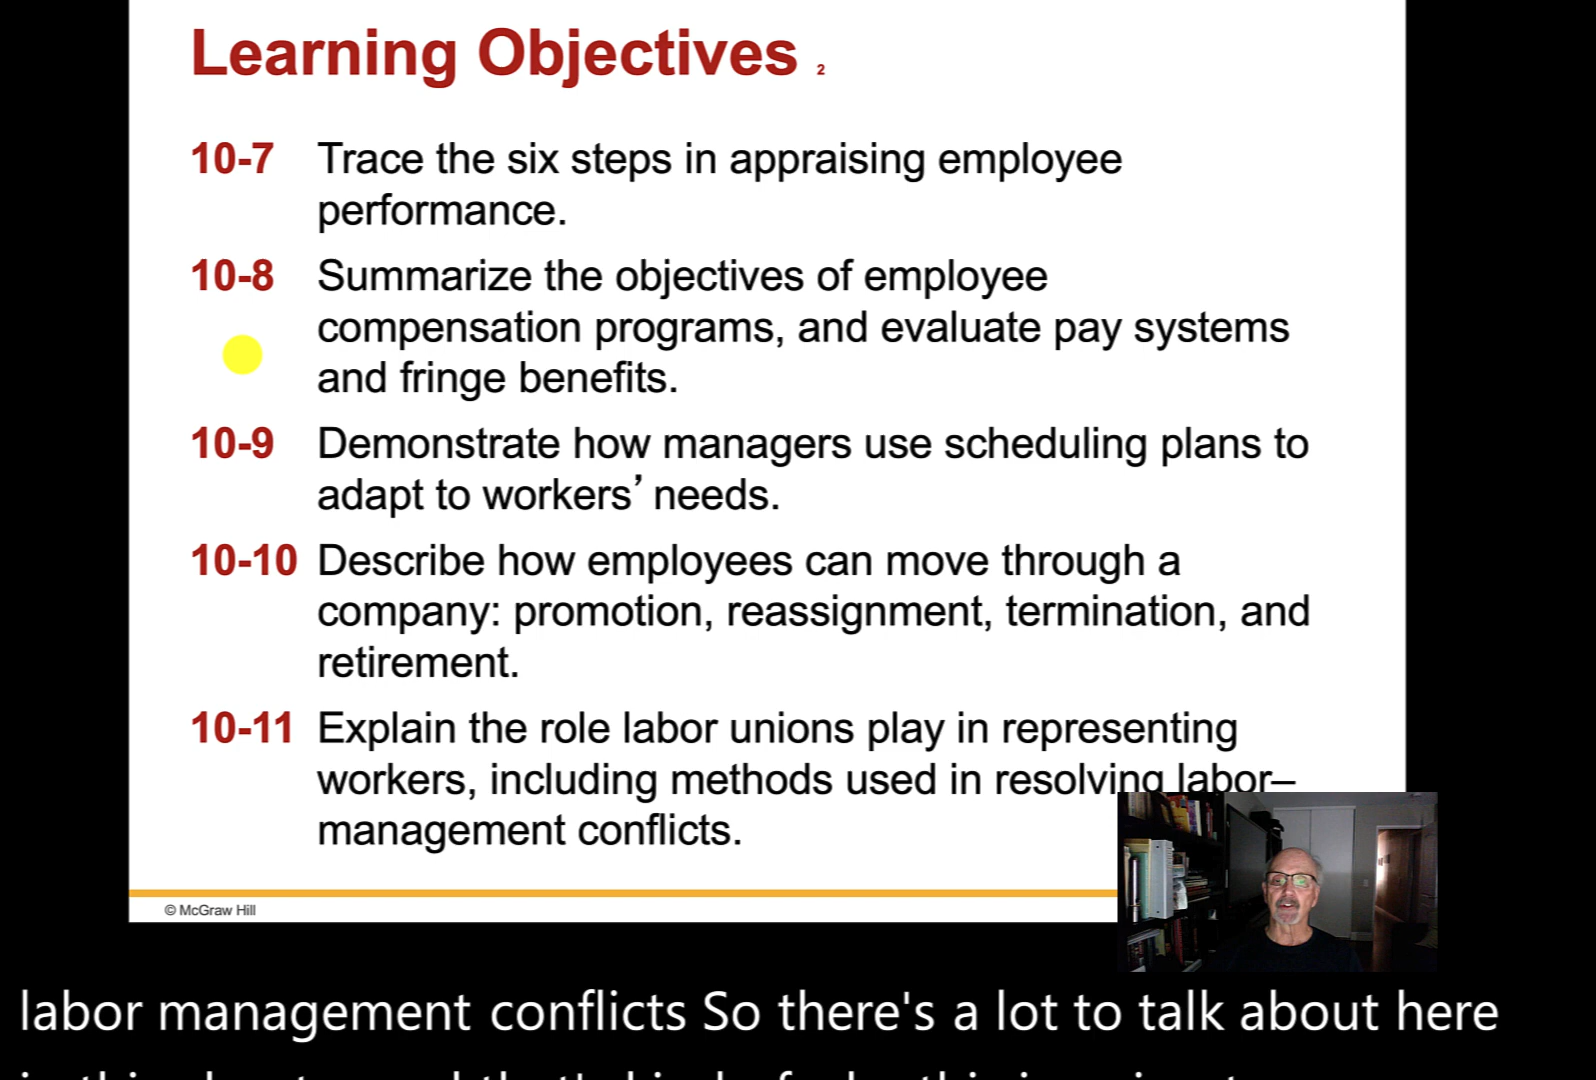 Learning Objectives 2
10-7 Trace the six steps in appraising employee
performance.
10-8 Summarize the objectives of employee
compensation programs, and evaluate pay systems
and fringe benefits.
10-9 Demonstrate how managers use scheduling plans to
adapt to workers’ needs.
10-10 Describe how employees can move through a
company: promotion, reassignment, termination, and
retirement.
10-11 Explain the role labor unions play in representing
workers, including methods used in resolving labor–
management conflicts.
© McGraw Hill
labor management conflicts So there's a lot to talk about here